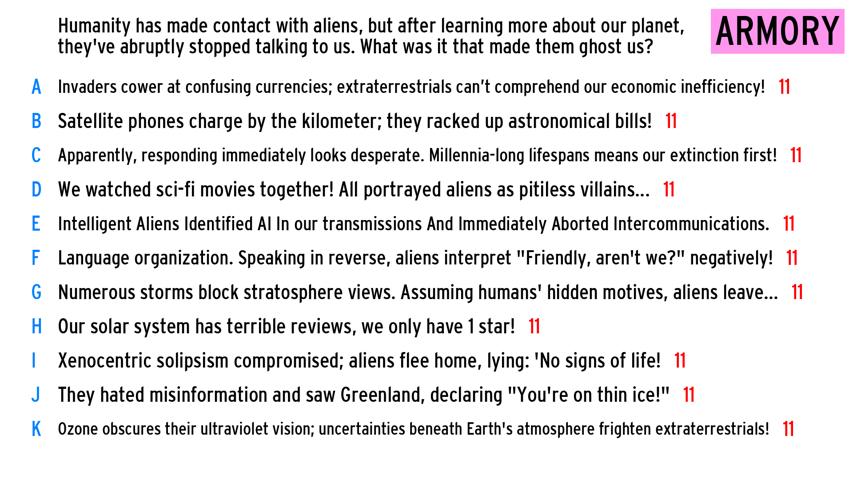 Humanity has made contact with aliens, but after learning more about our planet,
they've abruptly stopped talking to us. What was it that made them ghost us?
ARMORY
A Invaders cower at confusing currencies; extraterrestrials can't comprehend our economic inefficiency! 11
B Satellite phones charge by the kilometer; they racked up astronomical bills! 11
C Apparently, responding immediately looks desperate. Millennia-long lifespans means our extinction first! 11
D We watched sci-fi movies together! All portrayed aliens as pitiless villains... 11
E Intelligent Aliens Identified AI In our transmissions And Immediately Aborted Intercommunications. 11
F Language organization. Speaking in reverse, aliens interpret "Friendly, aren't we?" negatively! 11
G Numerous storms block stratosphere views. Assuming humans' hidden motives, aliens leave... 11
H Our solar system has terrible reviews, we only have 1 star! 11
I Xenocentric solipsism compromised; aliens flee home, lying: 'No signs of life! 11
J They hated misinformation and saw Greenland, declaring "You're on thin ice!" 11
K Ozone obscures their ultraviolet vision; uncertainties beneath Earth's atmosphere frighten extraterrestrials! 11